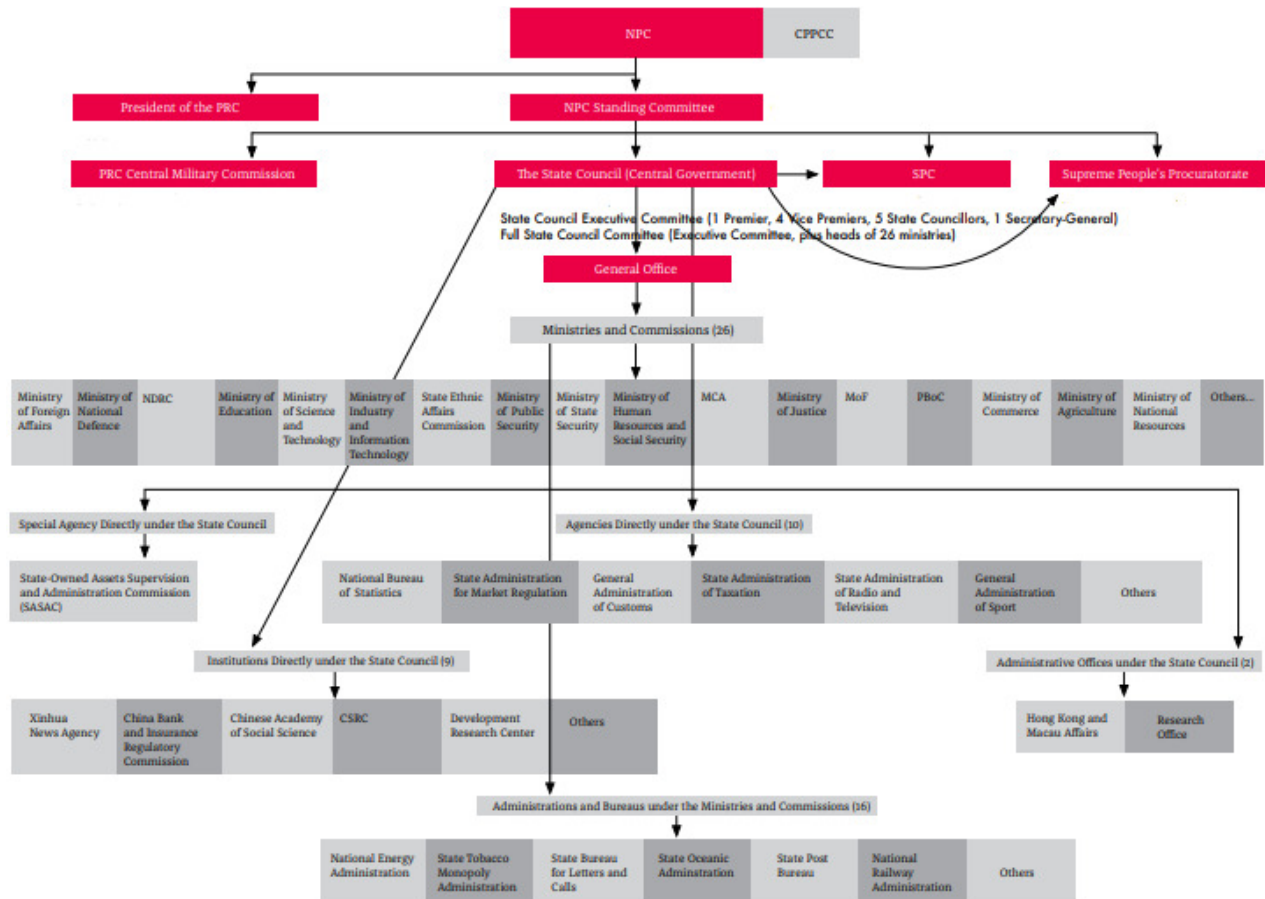 NPC
CPPCC
President of the PRC
NPC Standing Committee
PRC Central Military Commission
The State Council (Central Government)
SPC
Supreme People's Procuratorate
State Council Executive Committee (1 Premier, 4 Vice Premiers, 5 State Councillors, 1 Secretary-General)
Full State Council Committee (Executive Committee, plus heads of 26 ministries)
General Office
Ministries and Commissions (26)
Ministry of
Foreign
Affairs
Ministry of
National
Defence
NDRC
Ministry of
Education
Ministry
of Science
and
Technology
Ministry of
Industry
and
Information
Technology
State Ethnic
Affairs
Commission
Ministry
of Public
Security
Ministry
of State
Security
Ministry of
Human
Resources and
Social Security
MCA
Ministry
of Justice
MoF
PBoC
Ministry of
Commerce
Ministry of
Agriculture
Ministry of
National
Resources
Others...
Special Agency Directly under the State Council
Agencies Directly under the State Council (10)
State-Owned Assets Supervision
and Administration Commission
(SASAC)
National Bureau
of Statistics
State Administration
for Market Regulation
General
Administration
of Customs
State Administration
of Taxation
State Administration
of Radio and
Television
General
Administration
of Sport
Others
Institutions Directly under the State Council (9)
Administrative Offices under the State Council (2)
Xinhua
News Agency
China Bank
and Insurance
Regulatory
Commission
Chinese Academy
of Social Science
CSRC
Development
Research Center
Others
Hong Kong and
Macau Affairs
Research
Office
Administrations and Bureaus under the Ministries and Commissions (16)
National Energy
Administration
State Tobacco
Monopoly
Administration
State Bureau
for Letters and
Calls
State Oceanic
Adminstration
State Post
Bureau
National
Railway
Administration
Others